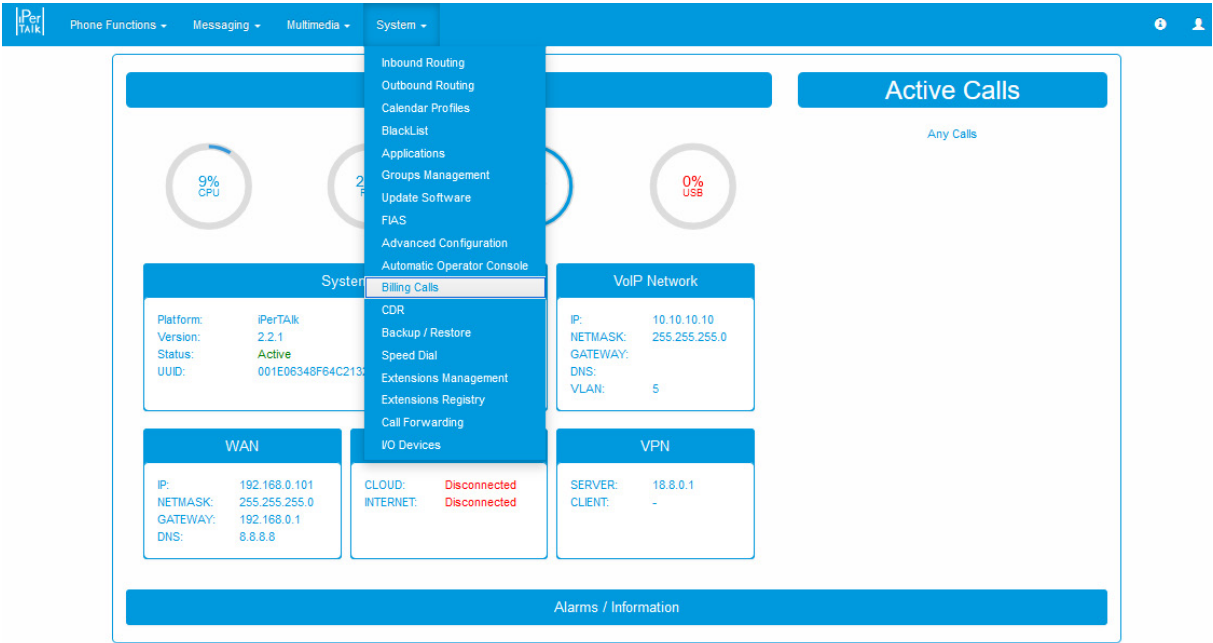 iPer
TAlk
Phone Functions
Messaging
Multimedia
System
Inbound Routing
Outbound Routing
Calendar Profiles
BlackList
Applications
Groups Management
Update Software
FIAS
Advanced Configuration
Automatic Operator Console
Billing Calls
CDR
Backup / Restore
Speed Dial
Extensions Management
Extensions Registry
Call Forwarding
I/O Devices
Active Calls
Any Calls
9%
CPU
0%
USB
System
Platform: iPerTAlk
Version: 2.2.1
Status: Active
UUID: 001E06348F64C213
VoIP Network
IP: 10.10.10.10
NETMASK: 255.255.255.0
GATEWAY:
DNS:
VLAN: 5
WAN
IP: 192.168.0.101
NETMASK: 255.255.255.0
GATEWAY: 192.168.0.1
DNS: 8.8.8.8
CLOUD: Disconnected
INTERNET: Disconnected
VPN
SERVER: 18.8.0.1
CLIENT: -
Alarms / Information